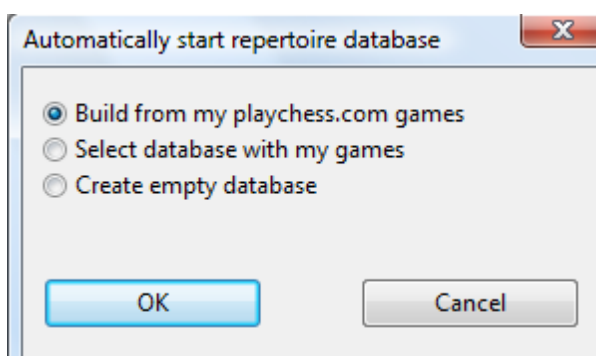 Automatically start repertoire database
Build from my playchess.com games
Select database with my games
Create empty database
OK
Cancel